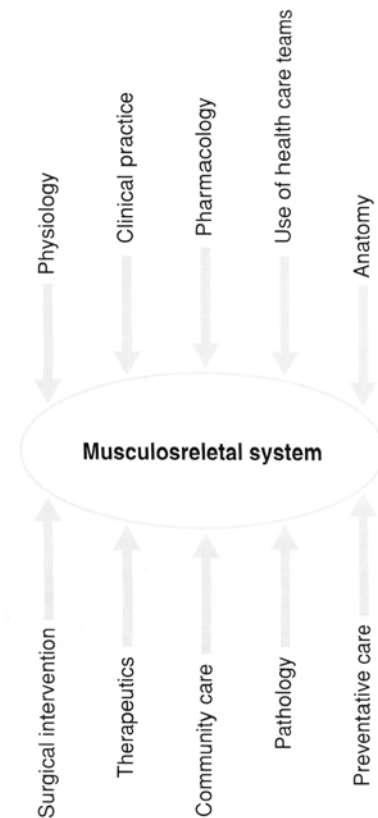 Surgical intervention
Therapeutics
Community care
Pathology
Preventative care
Musculosreletal system
Physiology
Clinical practice
Pharmacology
Use of health care teams
Anatomy